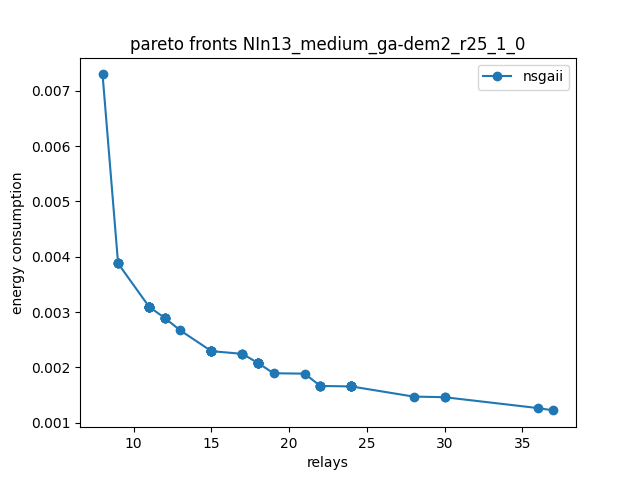 pareto fronts NIn13_medium_ga-dem2_r25_1_0
nsgaii
energy consumption
0.007
0.006
0.005
0.004
0.003
0.002
0.001
10 15 20 25 30 35
relays